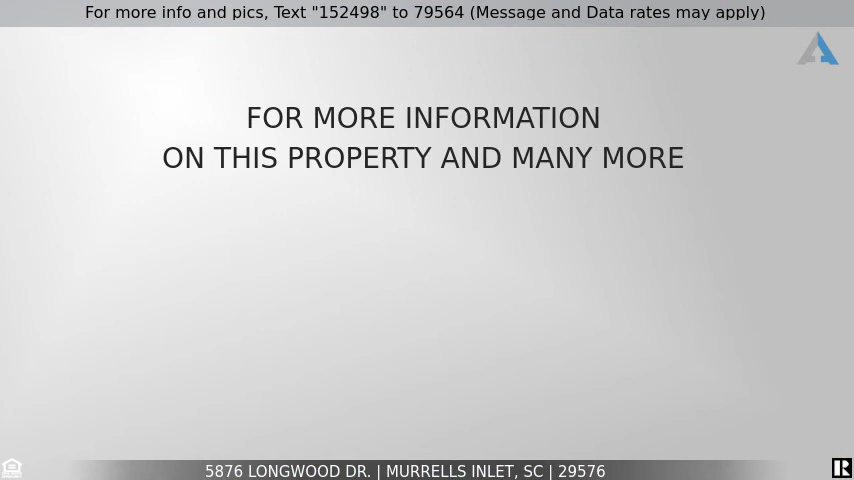 For more info and pics, Text "152498" to 79564 (Message and Data rates may apply)
FOR MORE INFORMATION
ON THIS PROPERTY AND MANY MORE
5876 LONGWOOD DR. | MURRELLS INLET, SC | 29576